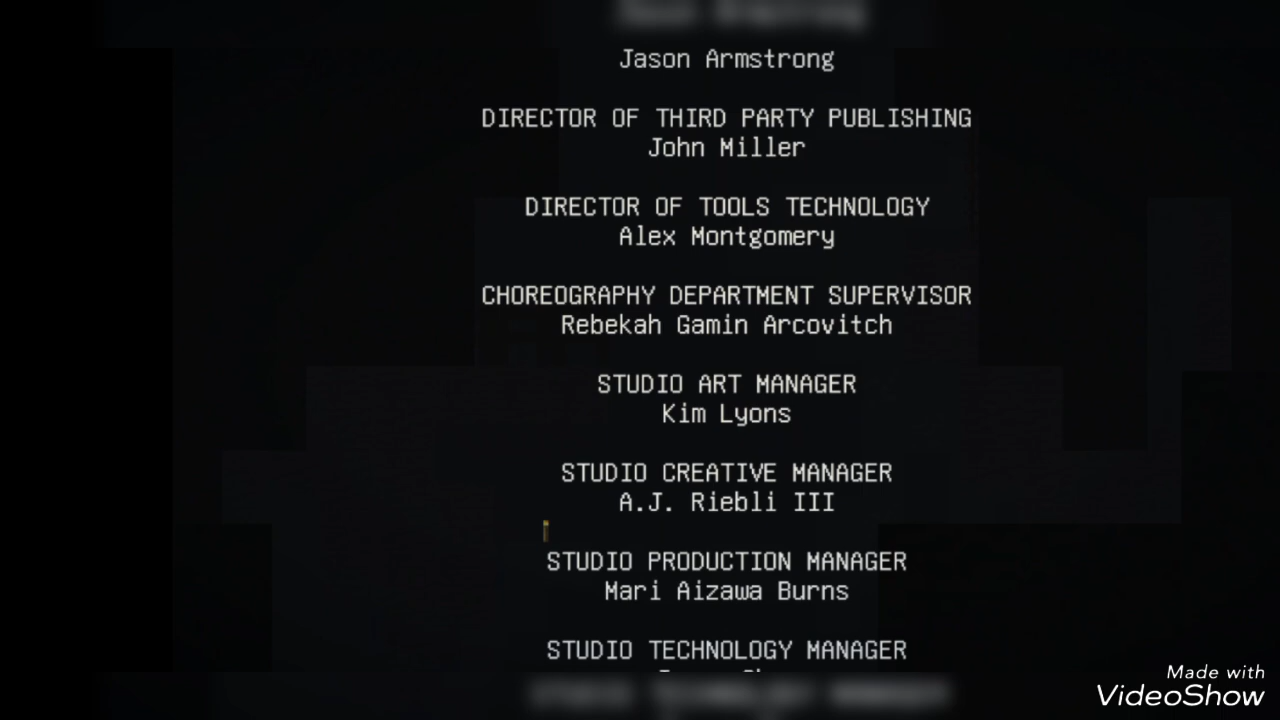 Jason Armstrong
DIRECTOR OF THIRD PARTY PUBLISHING
John Miller
DIRECTOR OF TOOLS TECHNOLOGY
Alex Montgomery
CHOREOGRAPHY DEPARTMENT SUPERVISOR
Rebekah Gamin Arcovitch
STUDIO ART MANAGER
Kim Lyons
STUDIO CREATIVE MANAGER
A.J. Riebli III
STUDIO PRODUCTION MANAGER
Mari Aizawa Burns
STUDIO TECHNOLOGY MANAGER
Made with
VideoShow